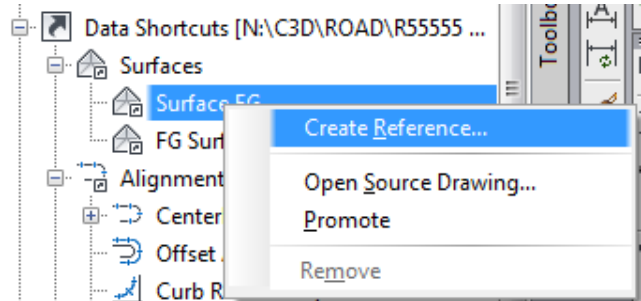 Data Shortcuts [N:\C3D\ROAD\R55555 ...
Surfaces
Surface FG
FG Surf
Create Reference...
Open Source Drawing...
Promote
Remove
Alignment
Center
Offset
Curb R
Toolbo